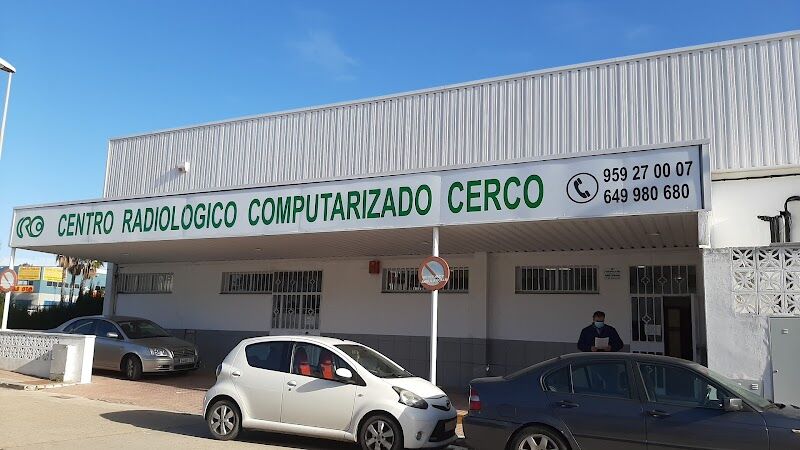 CRC
CENTRO RADIOLOGICO COMPUTARIZADO CERCO
959 27 00 07
649 980 680